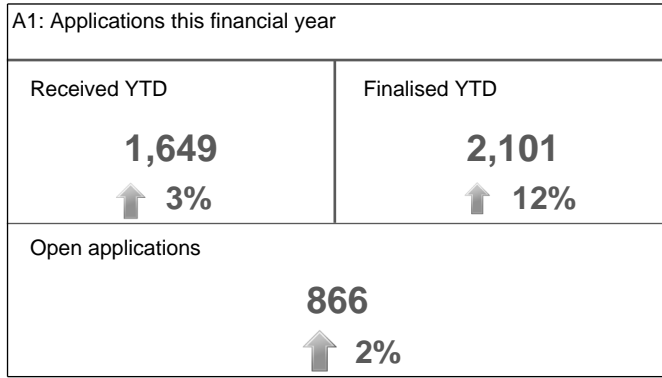 A1: Applications this financial year
Received YTD
1,649
3%
Finalised YTD
2,101
12%
Open applications
866
2%